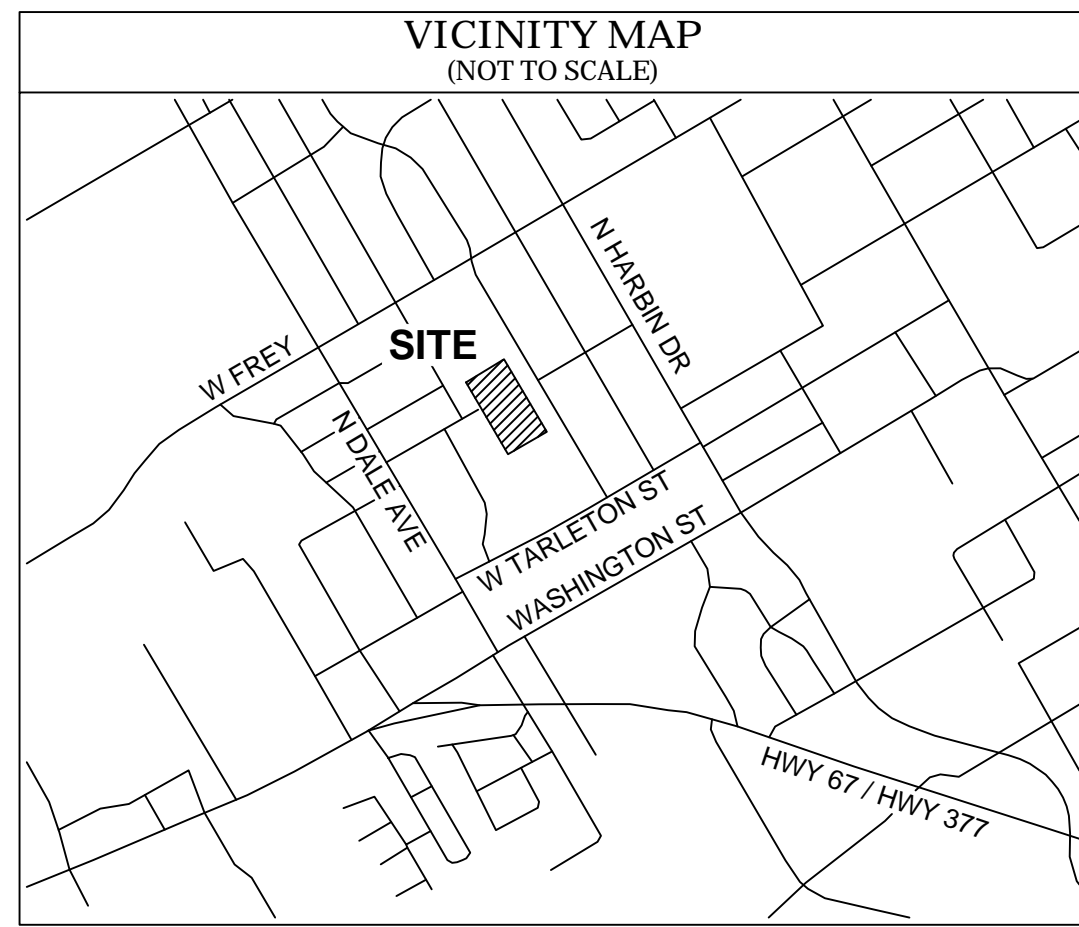 VICINITY MAP
(NOT TO SCALE)
N HARBIN DR
SITE
W FREY
N DALE AVE
W TARLETON ST
WASHINGTON ST
HWY 67 / HWY 377